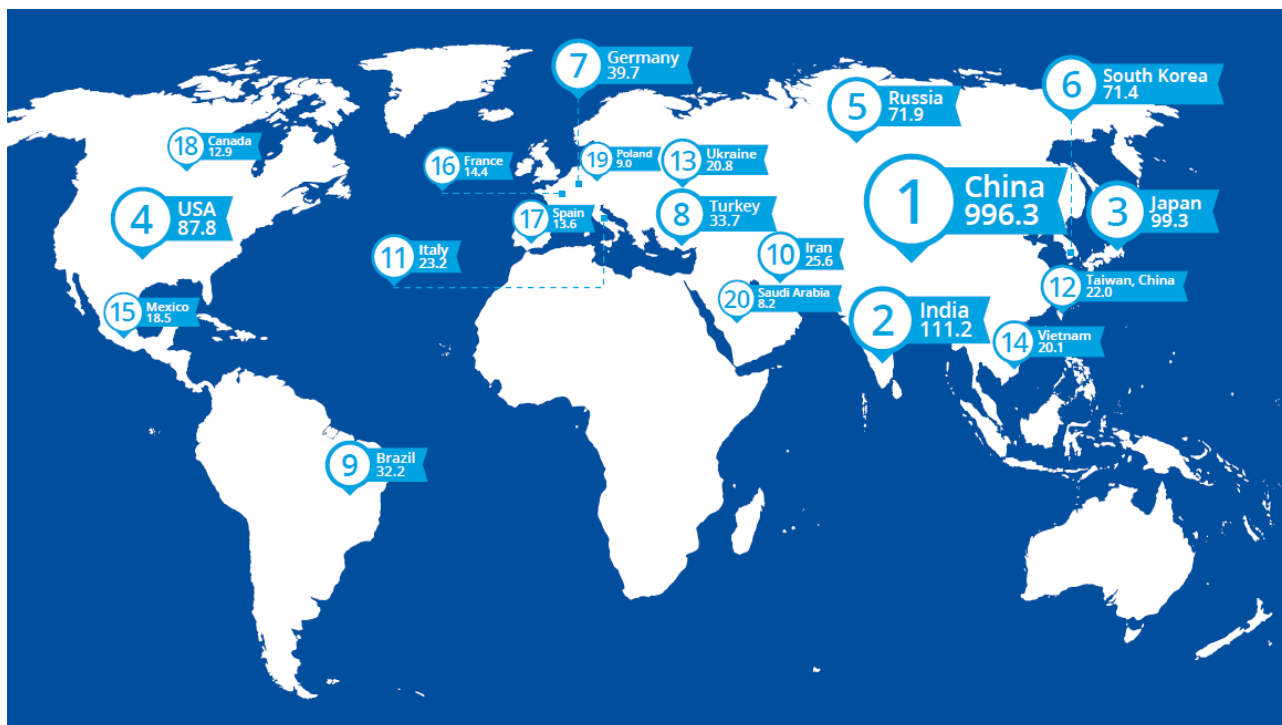 7
Germany
39.7
6
South Korea
71.4
5
Russia
71.9
18
Canada
12.9
16
France
14.4
19
Poland
9.0
13
Ukraine
20.8
1
China
996.3
4
USA
87.8
17
Spain
13.6
8
Turkey
33.7
3
Japan
99.3
11
Italy
23.2
10
Iran
25.6
12
Taiwan, China
22.0
20
Saudi Arabia
8.2
15
Mexico
18.5
2
India
111.2
14
Vietnam
20.1
9
Brazil
32.2